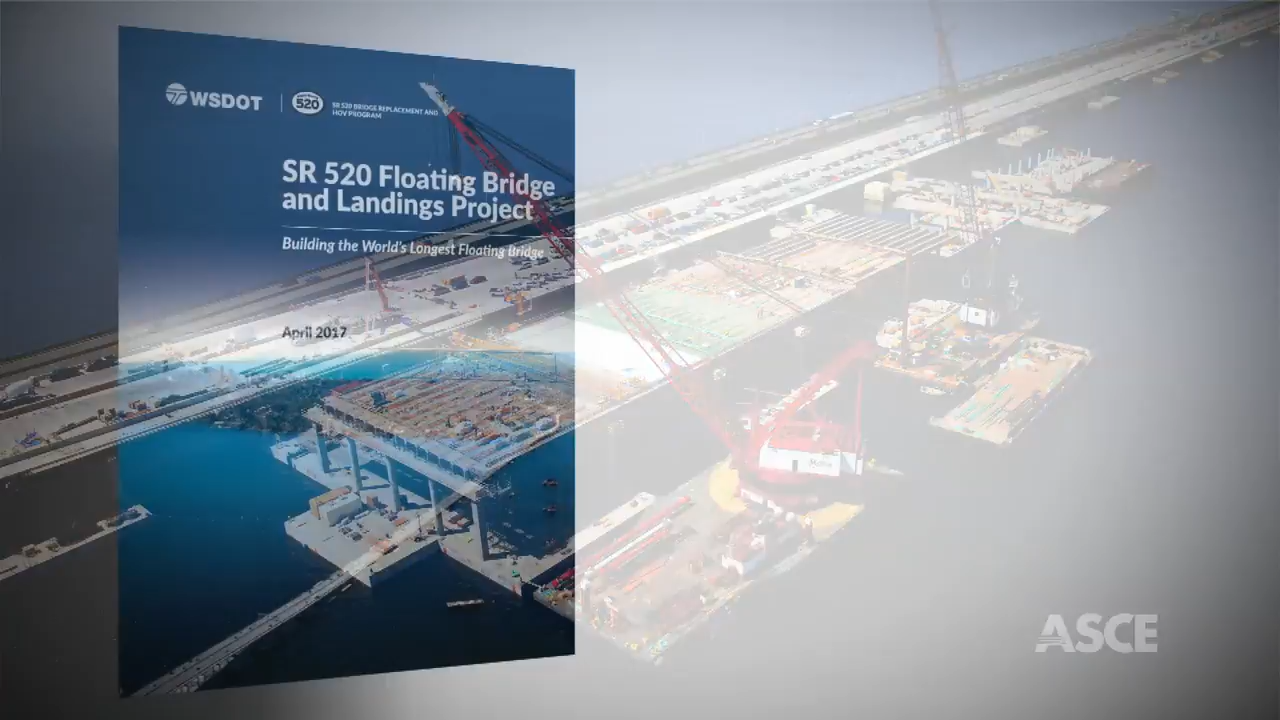 WSDOT
520
SR 520 BRIDGE REPLACEMENT AND
HOV PROGRAM
SR 520 Floating Bridge
and Landings Project
Building the World's Longest Floating Bridge
April 2017
ASCE